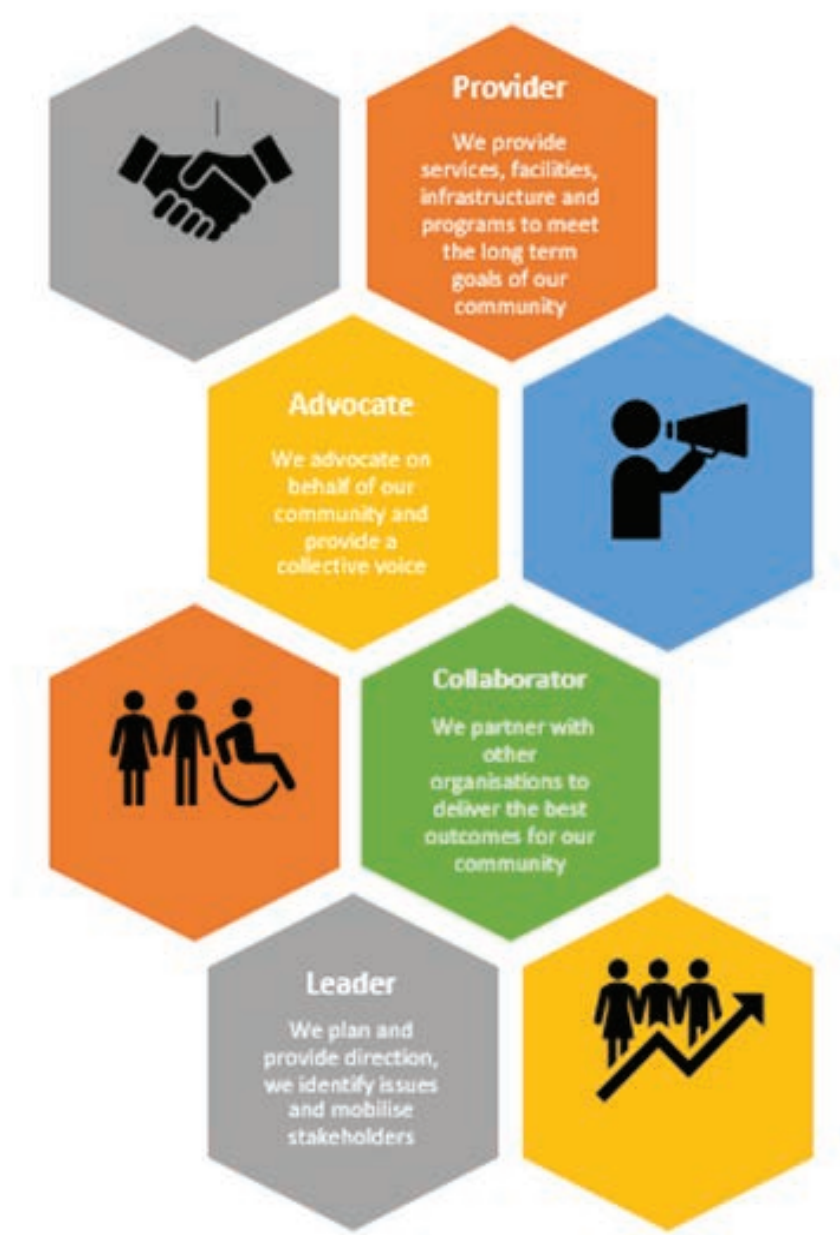 Provider
We provide
services, facilities,
infrastructure and
programs to meet
the long term
goals of our
community
Advocate
We advocate on
behalf of our
community and
provide a
collective voice
Collaborator
We partner with
other
organisations to
deliver the best
outcomes for our
community
Leader
We plan and
provide direction,
we identify issues
and mobilise
stakeholders